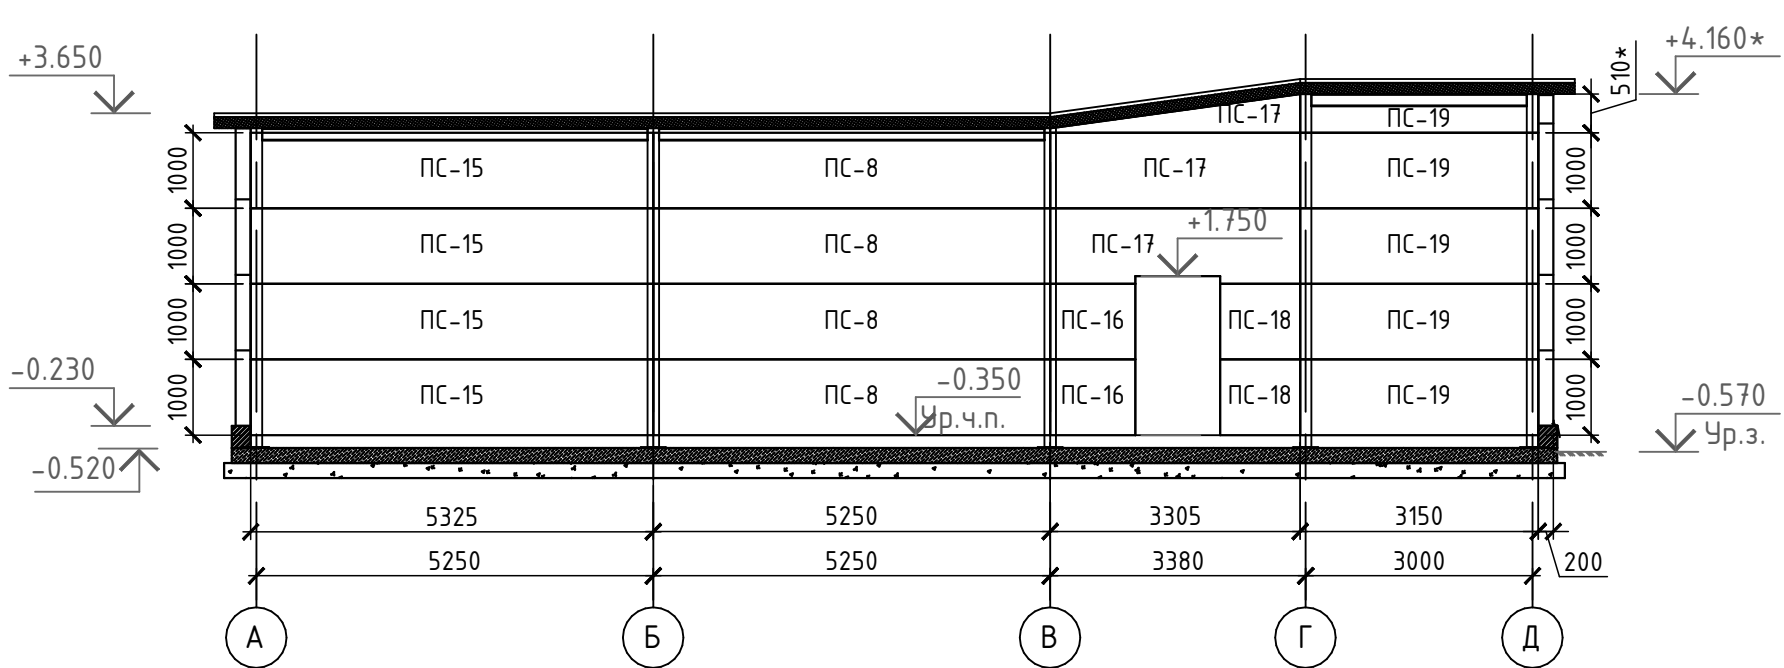 +3.650
+4.160*
510*
ПС-17
ПС-19
1000
ПС-15
ПС-8
ПС-17
ПС-19
1000
+1.750
1000
ПС-15
ПС-8
ПС-17
ПС-19
1000
1000
ПС-15
ПС-8
ПС-16
ПС-18
ПС-19
1000
-0.230
-0.350
Ур.ч.п.
1000
ПС-15
ПС-8
ПС-16
ПС-18
ПС-19
1000
-0.570
Ур.з.
-0.520
5325
5250
3305
3150
5250
5250
3380
3000
200
А
Б
В
Г
Д